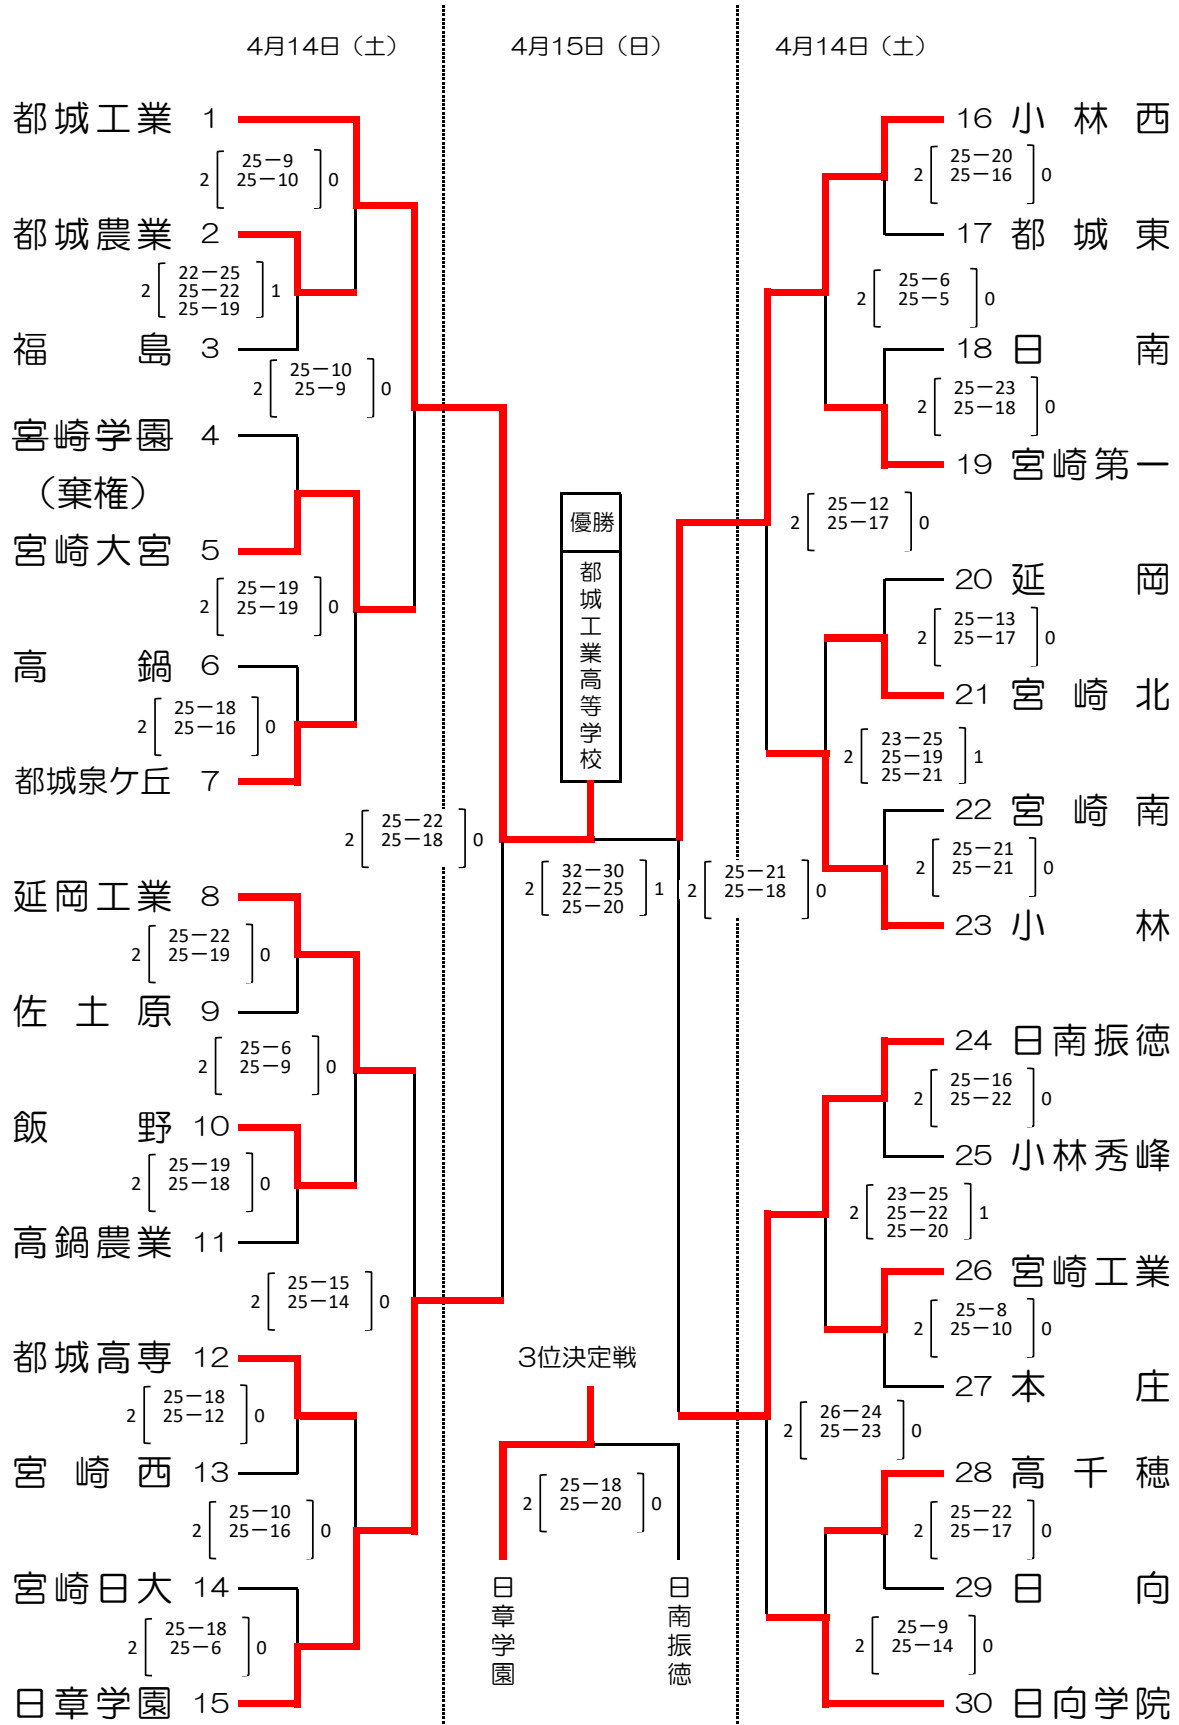 4月14日（土）
4月15日（日）
4月14日（土）
都城工業 1
2 25－9 0
25－10
都城農業 2
22－25
2 25－22 1
25－19
福島 3
2 25－10 0
25－9
宮崎学園 4
（棄権）
宮崎大宮 5
2 25－19 0
25－19
高鍋 6
2 25－18 0
25－16
都城泉ケ丘 7
2 25－22 0
25－18
延岡工業 8
2 25－22 0
25－19
佐土原 9
2 25－6 0
25－9
飯野 10
2 25－19 0
25－18
高鍋農業 11
2 25－15 0
25－14
都城高専 12
2 25－18 0
25－12
宮崎西 13
2 25－10 0
25－16
宮崎日大 14
2 25－18 0
25－6
日章学園 15
優勝
都城工業高等学校
32－30
2 22－25 1
25－20
3位決定戦
2 25－18 0
25－20
日章学園
日南振徳
16 小林西
2 25－20 0
25－16
17 都城東
2 25－6 0
25－5
18 日南
2 25－23 0
25－18
19 宮崎第一
2 25－12 0
25－17
20 延岡
2 25－13 0
25－17
21 宮崎北
23－25
2 25－19 1
25－21
22 宮崎南
2 25－21 0
25－21
23 小林
2 25－21 0
25－18
24 日南振徳
2 25－16 0
25－22
25 小林秀峰
23－25
2 25－22 1
25－20
26 宮崎工業
2 25－8 0
25－10
27 本庄
2 26－24 0
25－23
28 高千穂
2 25－22 0
25－17
29 日向
2 25－9 0
25－14
30 日向学院